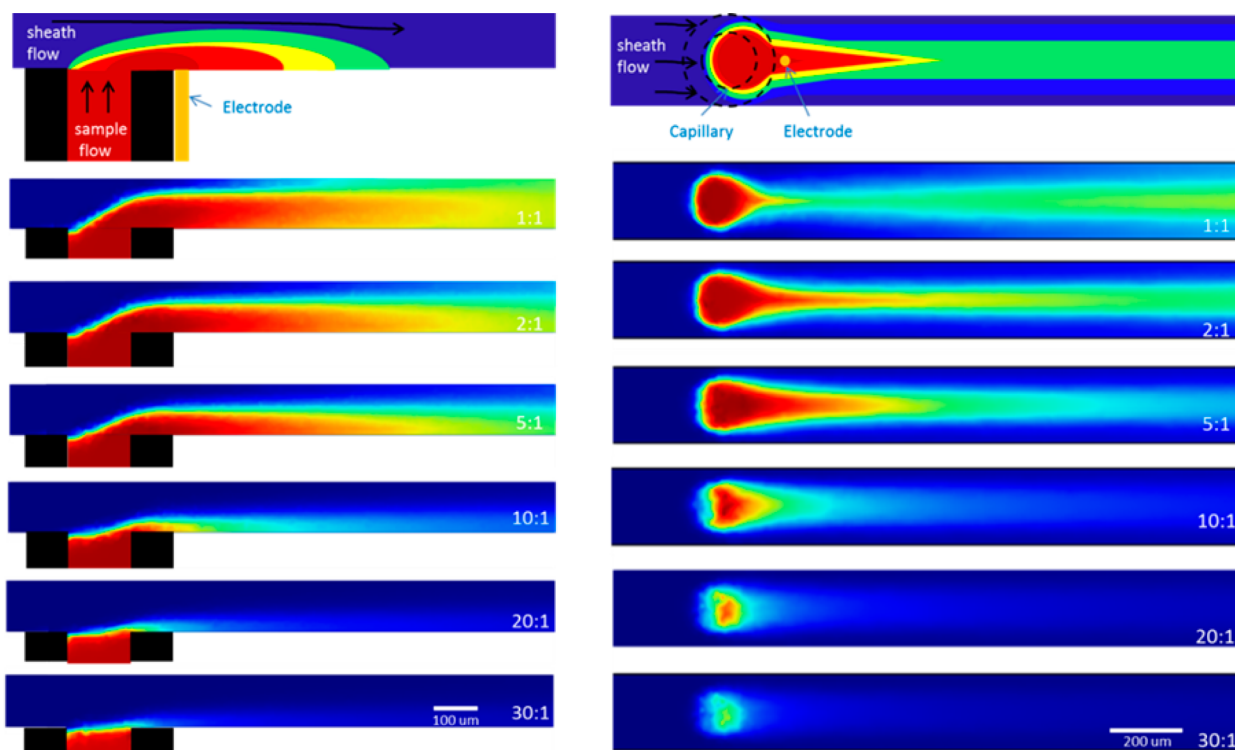 sheath
flow
Electrode
sample
flow
1:1
2:1
5:1
10:1
20:1
30:1
100 um
sheath
flow
Capillary
Electrode
1:1
2:1
5:1
10:1
20:1
30:1
200 um